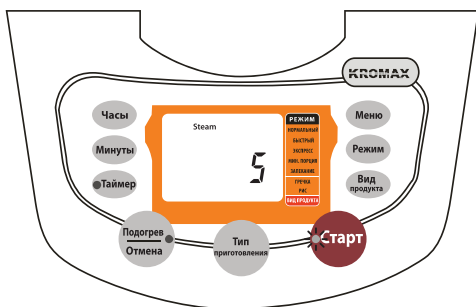 KROMAX
Часы
Минуты
Таймер
Steam
5
РЕЖИМ
НОРМАЛЬНЫЙ
БЫСТРЫЙ
ЭКСПРЕСС
МИН. ПОРЦИЯ
ЗАПЕКАНИЕ
ГРЕЧКА
РИС
ВИД ПРОДУКТА
Меню
Режим
Вид
продукта
Подогрев
Отмена
Тип
приготовления
Старт